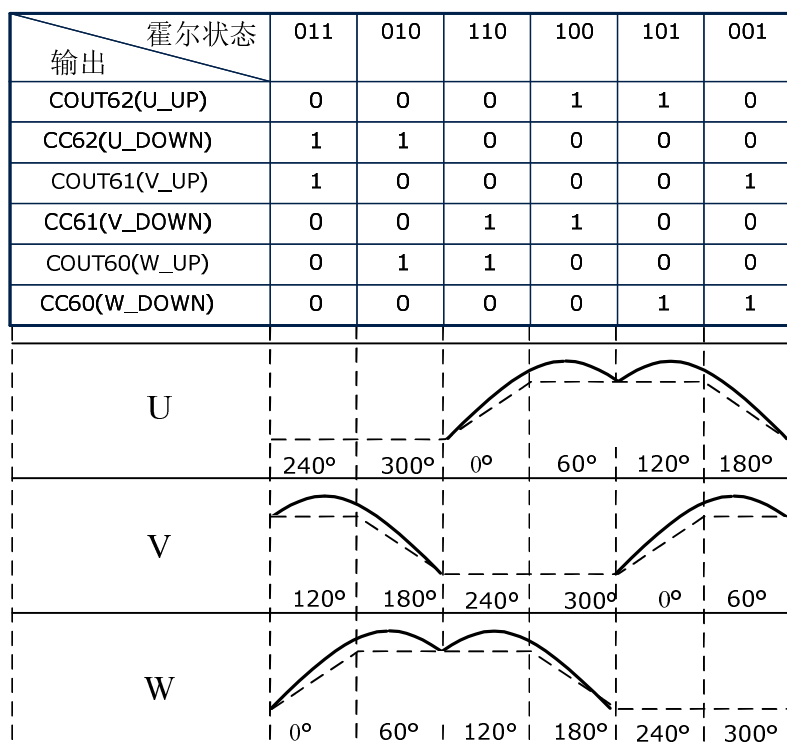 霍尔状态 011 010 110 100 101 001
输出
COUT62(U_UP) 0 0 0 1 1 0
CC62(U_DOWN) 1 1 0 0 0 0
COUT61(V_UP) 1 0 0 0 0 1
CC61(V_DOWN) 0 0 1 1 0 0
COUT60(W_UP) 0 1 1 0 0 0
CC60(W_DOWN) 0 0 0 0 1 1
U
240° 300° 0° 60° 120° 180°
V
120° 180° 240° 300° 0° 60°
W
0° 60° 120° 180° 240° 300°